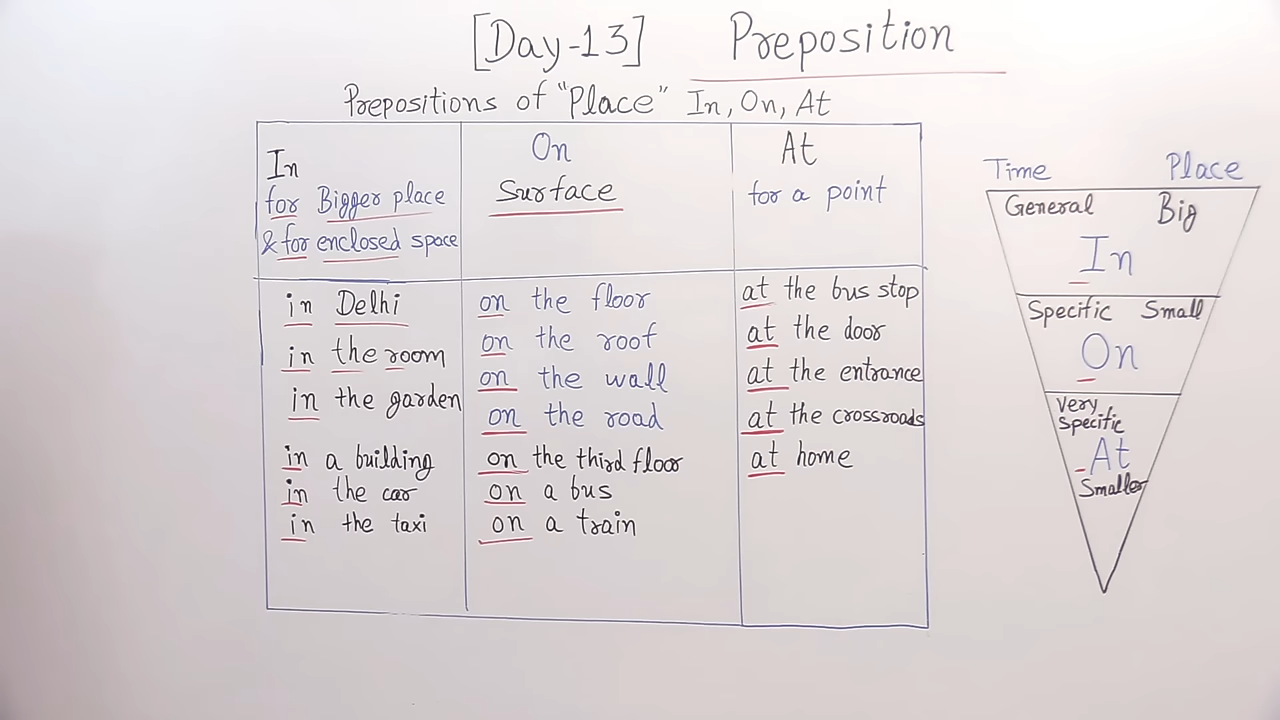 [Day-13] Preposition
Prepositions of "Place" In, On, At
In
for Bigger place
& for enclosed space
On
Surface
At
for a point
in Delhi
in the room
in the garden
in a building
in the car
in the taxi
on the floor
on the roof
on the wall
on the road
on the third floor
on a bus
on a train
at the bus stop
at the door
at the entrance
at the crossroads
at home
Time Place
General Big
In
Specific Small
On
Very
Specific
At
Smaller